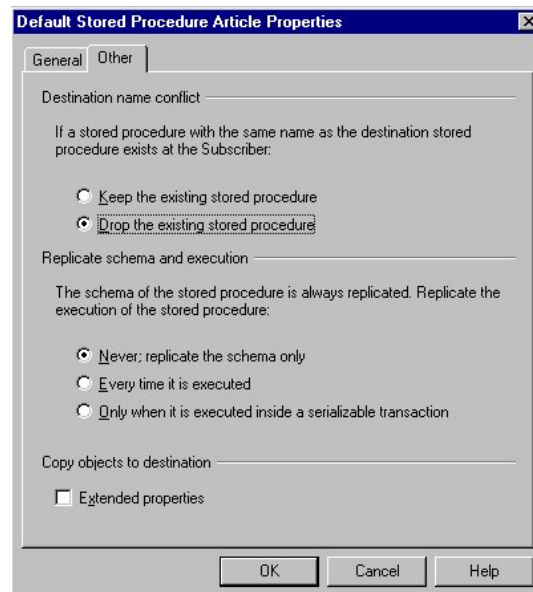 Default Stored Procedure Article Properties
General Other
Destination name conflict
If a stored procedure with the same name as the destination stored
procedure exists at the Subscriber:
Keep the existing stored procedure
Drop the existing stored procedure
Replicate schema and execution
The schema of the stored procedure is always replicated. Replicate the
execution of the stored procedure:
Never; replicate the schema only
Every time it is executed
Only when it is executed inside a serializable transaction
Copy objects to destination
Extended properties
OK Cancel Help